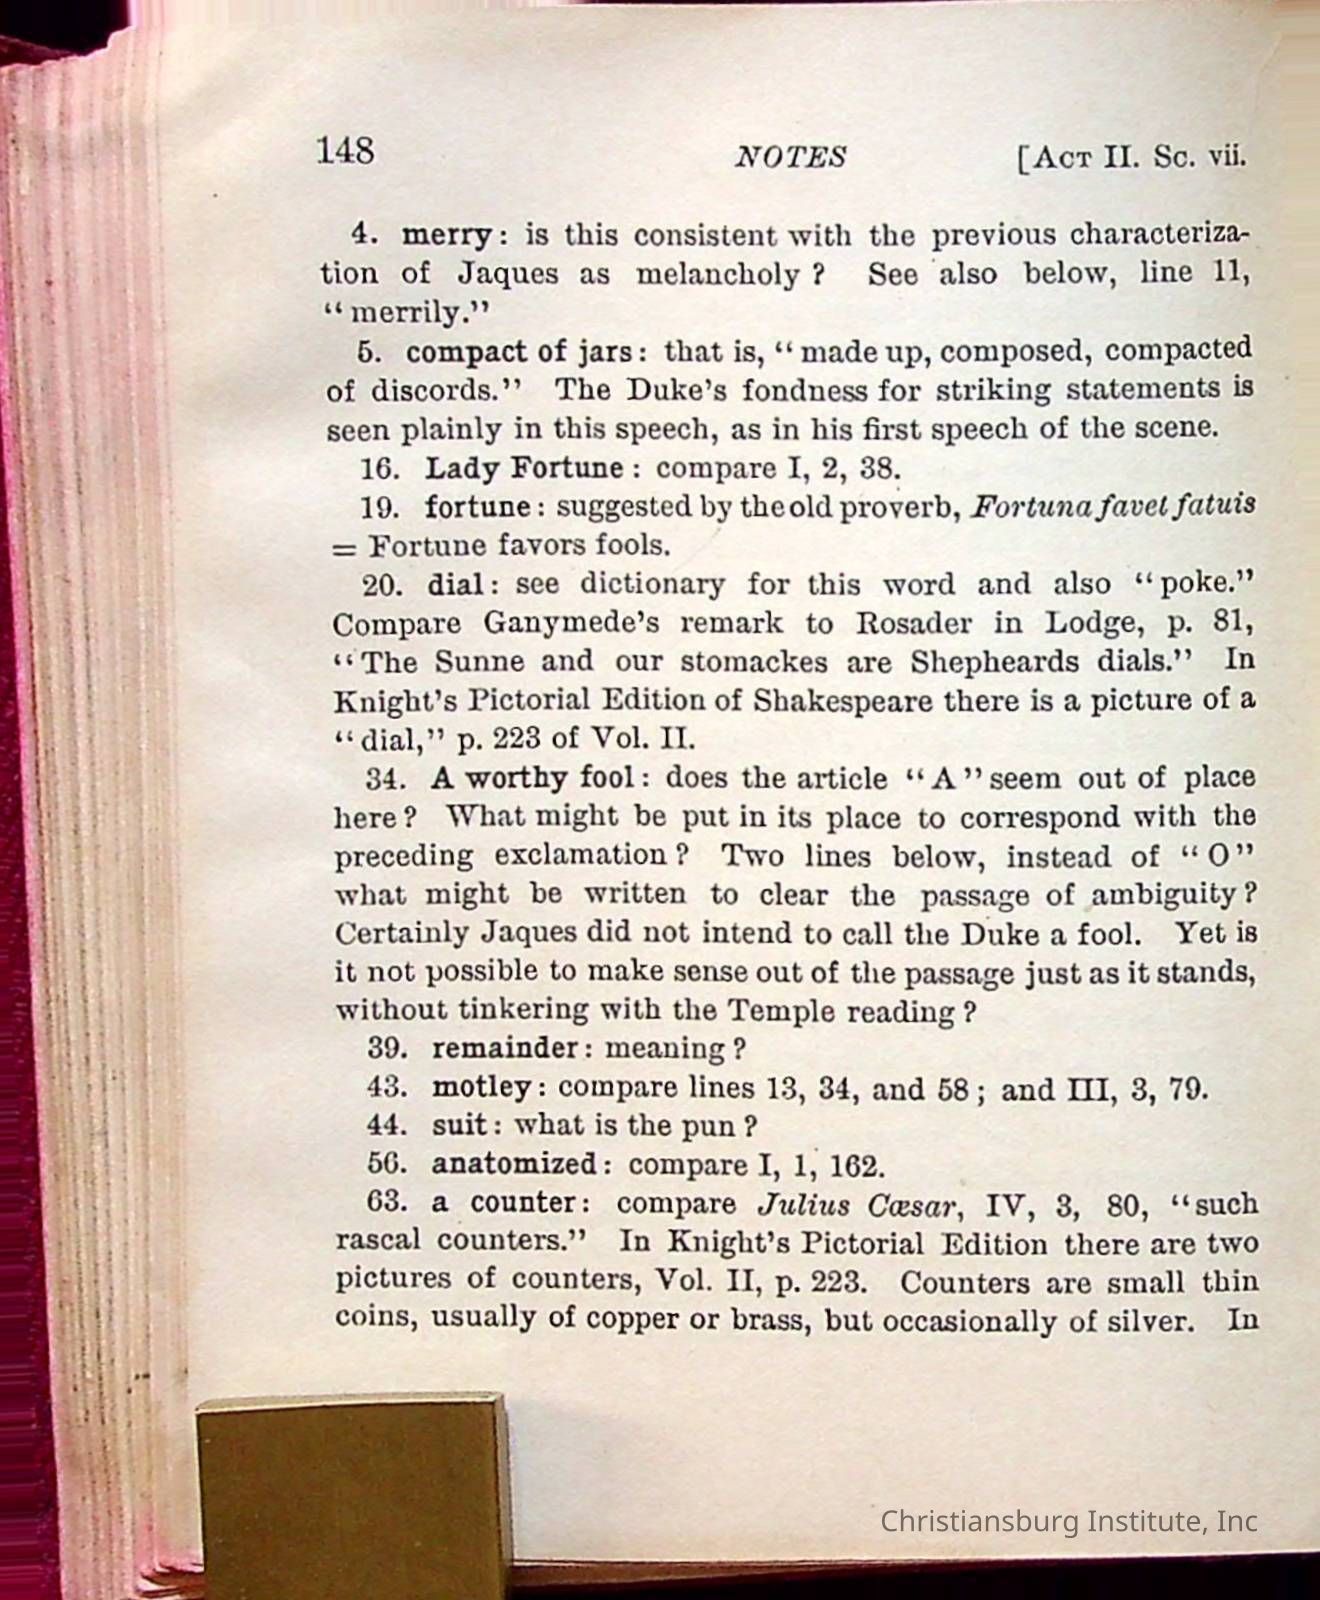 148 NOTES [ACT II. Sc. vii.
4. merry: is this consistent with the previous characteriza-
tion of Jaques as melancholy? See also below, line 11,
“merrily.”
5. compact of jars: that is, “made up, composed, compacted
of discords.” The Duke's fondness for striking statements is
seen plainly in this speech, as in his first speech of the scene.
16. Lady Fortune: compare I, 2, 38.
19. fortune: suggested by the old proverb, Fortuna favet fatuis
= Fortune favors fools.
20. dial: see dictionary for this word and also “poke.”
Compare Ganymede's remark to Rosader in Lodge, p. 81,
“The Sunne and our stomackes are Shepheards dials.” In
Knight's Pictorial Edition of Shakespeare there is a picture of a
“dial,” p. 223 of Vol. II.
34. A worthy fool: does the article “A” seem out of place
here? What might be put in its place to correspond with the
preceding exclamation? Two lines below, instead of “O”
what might be written to clear the passage of ambiguity?
Certainly Jaques did not intend to call the Duke a fool. Yet is
it not possible to make sense out of the passage just as it stands,
without tinkering with the Temple reading?
39. remainder: meaning?
43. motley: compare lines 13, 34, and 58; and III, 3, 79.
44. suit: what is the pun?
56. anatomized: compare I, 1, 162.
63. a counter: compare Julius Cæsar, IV, 3, 80, “such
rascal counters.” In Knight's Pictorial Edition there are two
pictures of counters, Vol. II, p. 223. Counters are small thin
coins, usually of copper or brass, but occasionally of silver. In
Christiansburg Institute, Inc